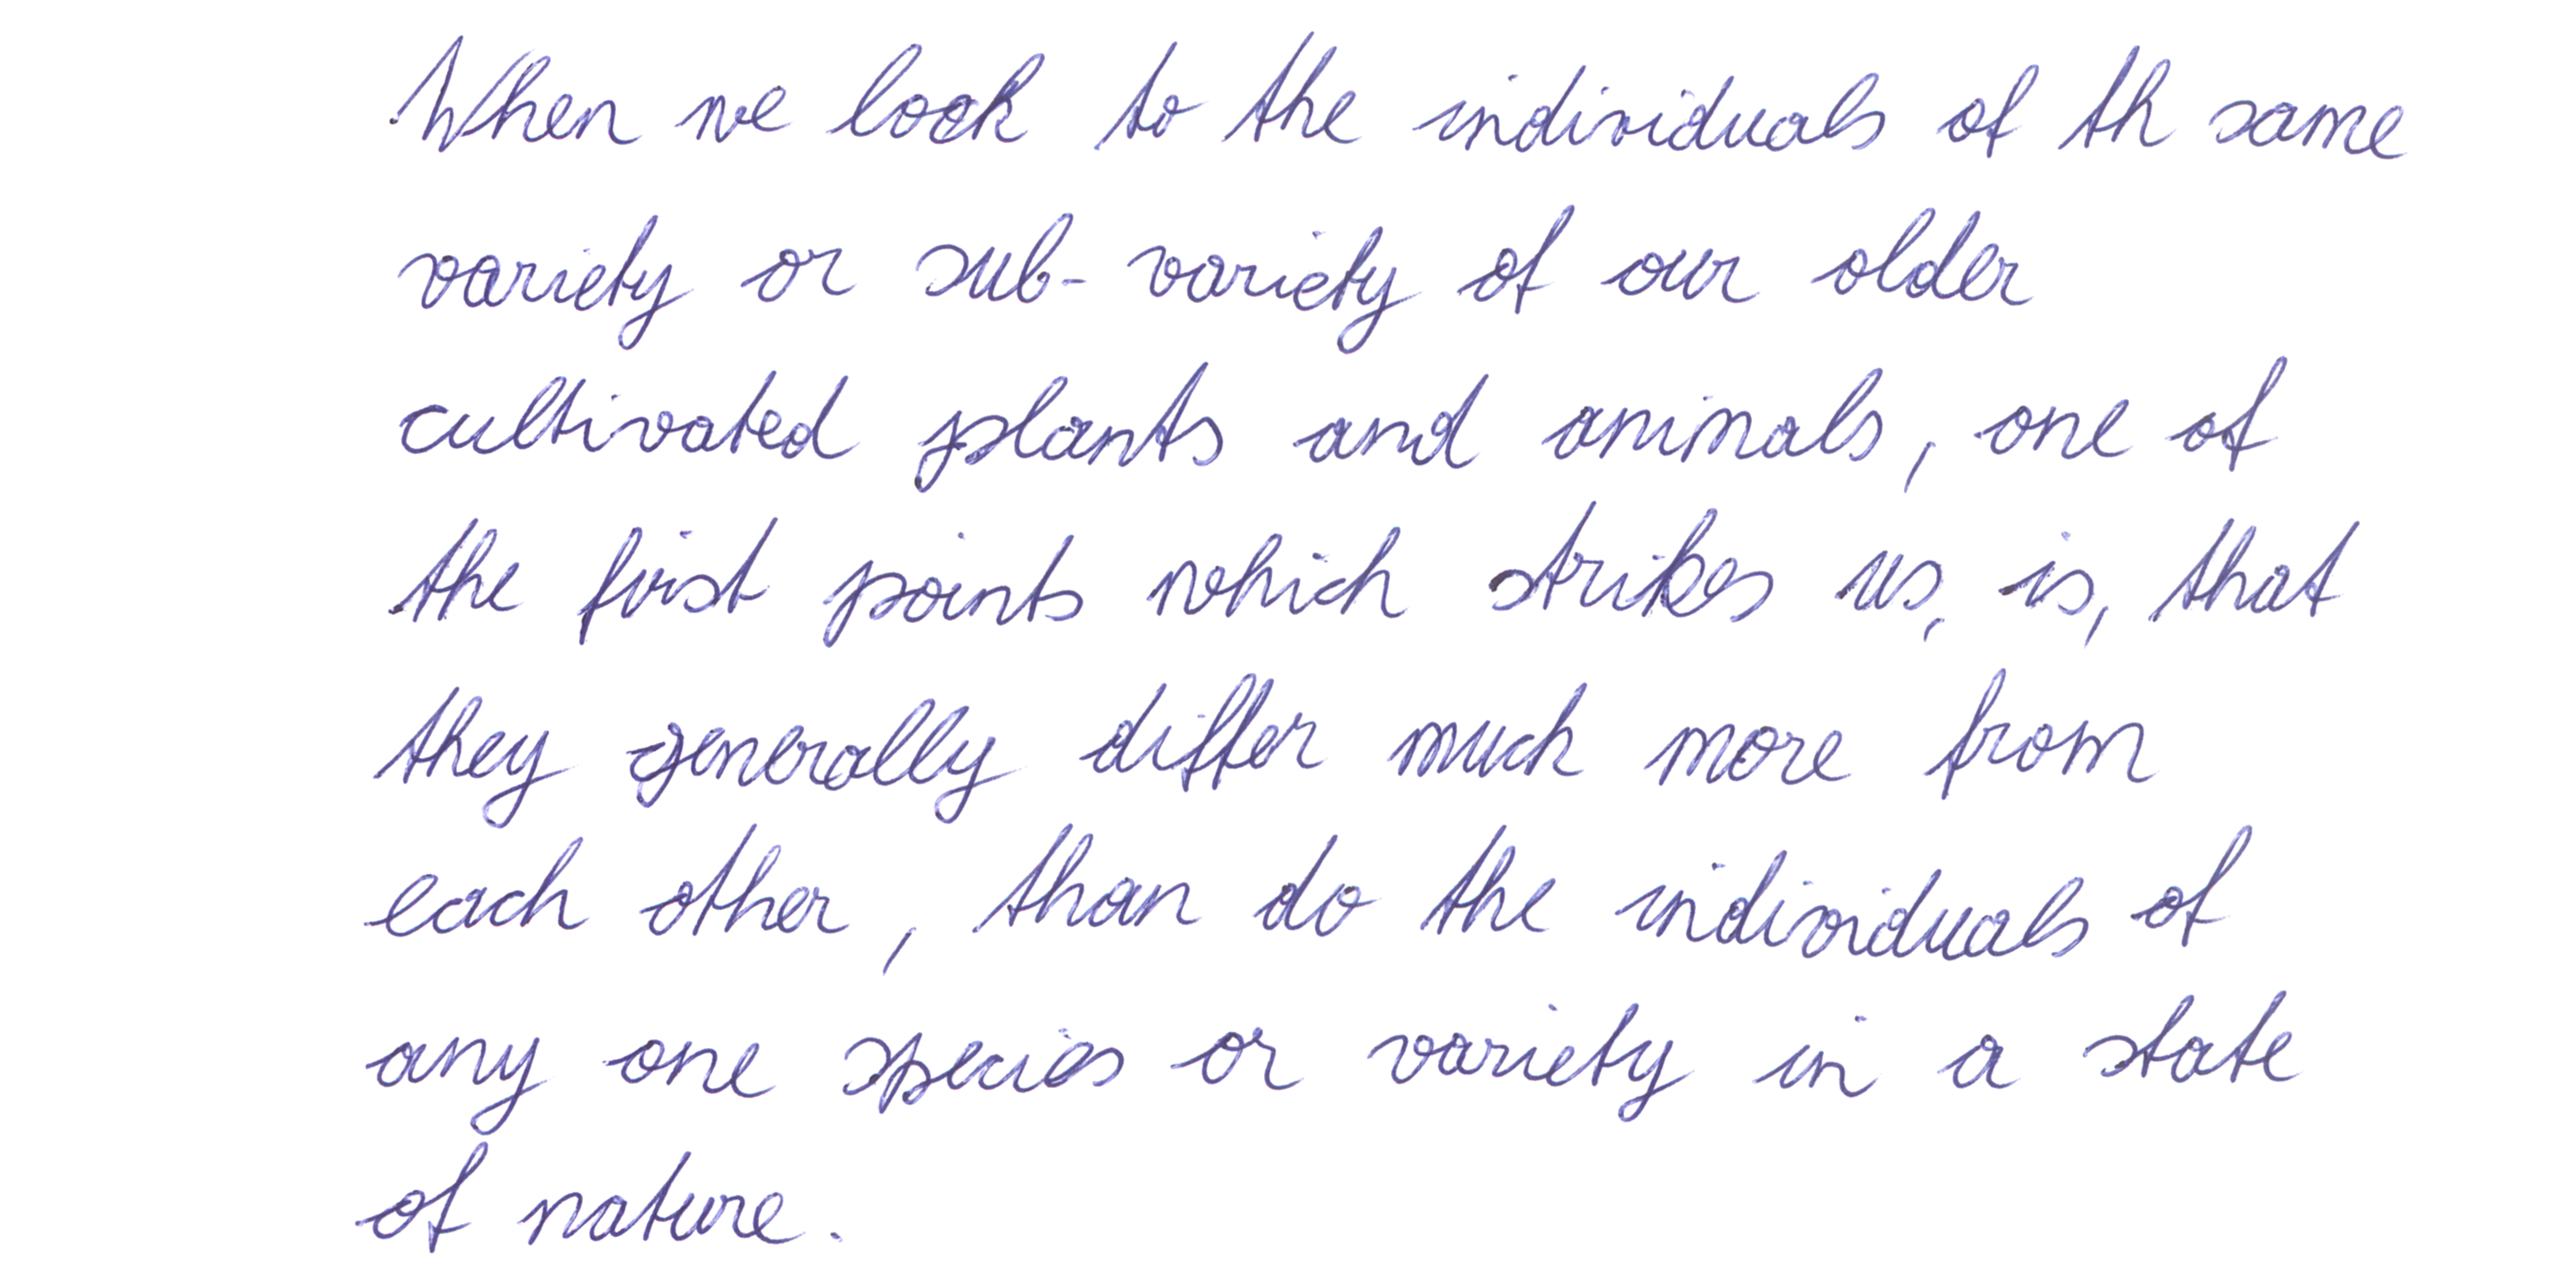 When we look to the individuals of th same
variety or sub-variety of our older
cultivated plants and animals, one of
the first points which strikes us, is, that
they generally differ much more from
each other, than do the individuals of
any one species or variety in a state
of nature.